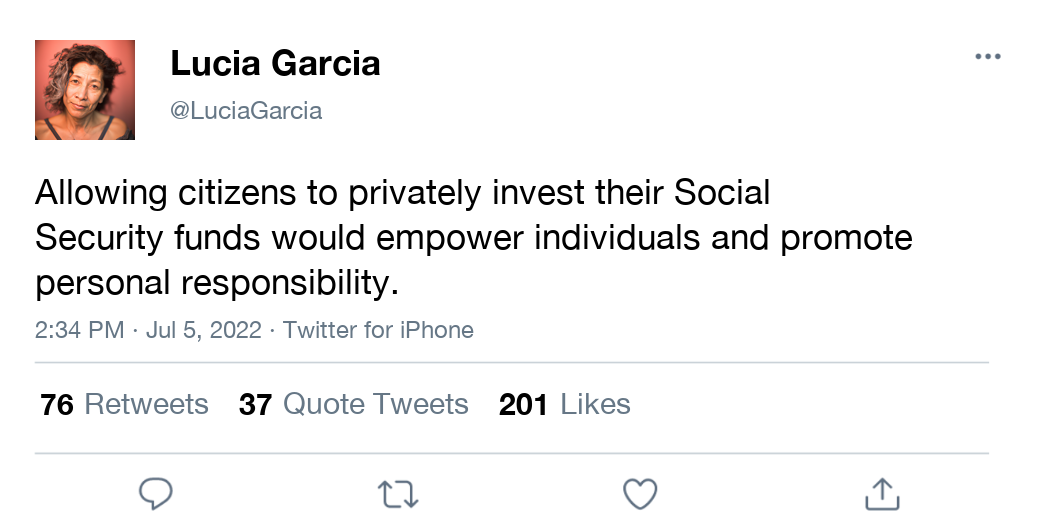 Lucia Garcia
@LuciaGarcia
Allowing citizens to privately invest their Social
Security funds would empower individuals and promote
personal responsibility.
2:34 PM · Jul 5, 2022 · Twitter for iPhone
76 Retweets 37 Quote Tweets 201 Likes